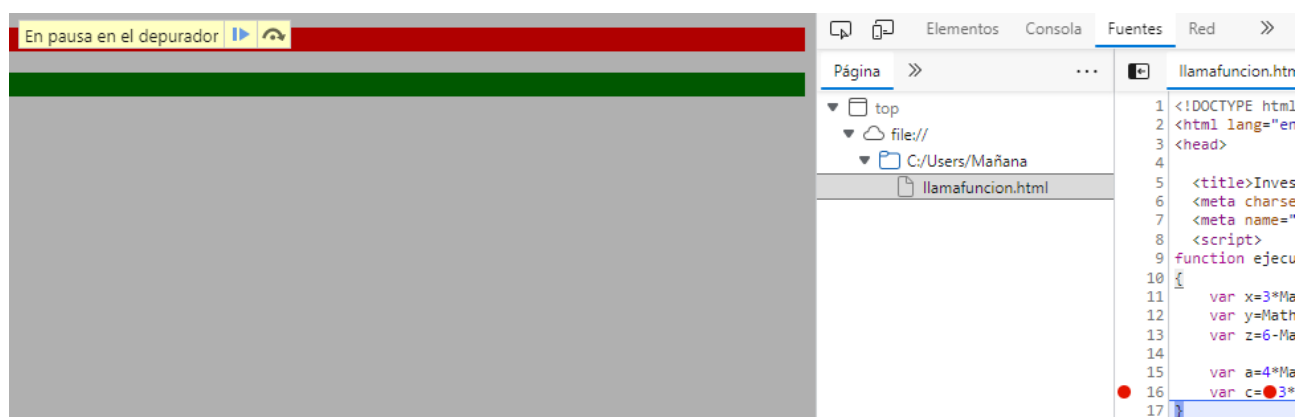 En pausa en el depurador
Elementos Consola Fuentes Red
Página
top
file://
C:/Users/Mañana
llamafuncion.html
llamafuncion.htm
1 <!DOCTYPE html
2 <html lang="en
3 <head>
4
5 <title>Inves
6 <meta charse
7 <meta name="
8 <script>
9 function ejecu
10 {
11 var x=3*Ma
12 var y=Math
13 var z=6-Ma
14
15 var a=4*Ma
16 var c=3*
17 }